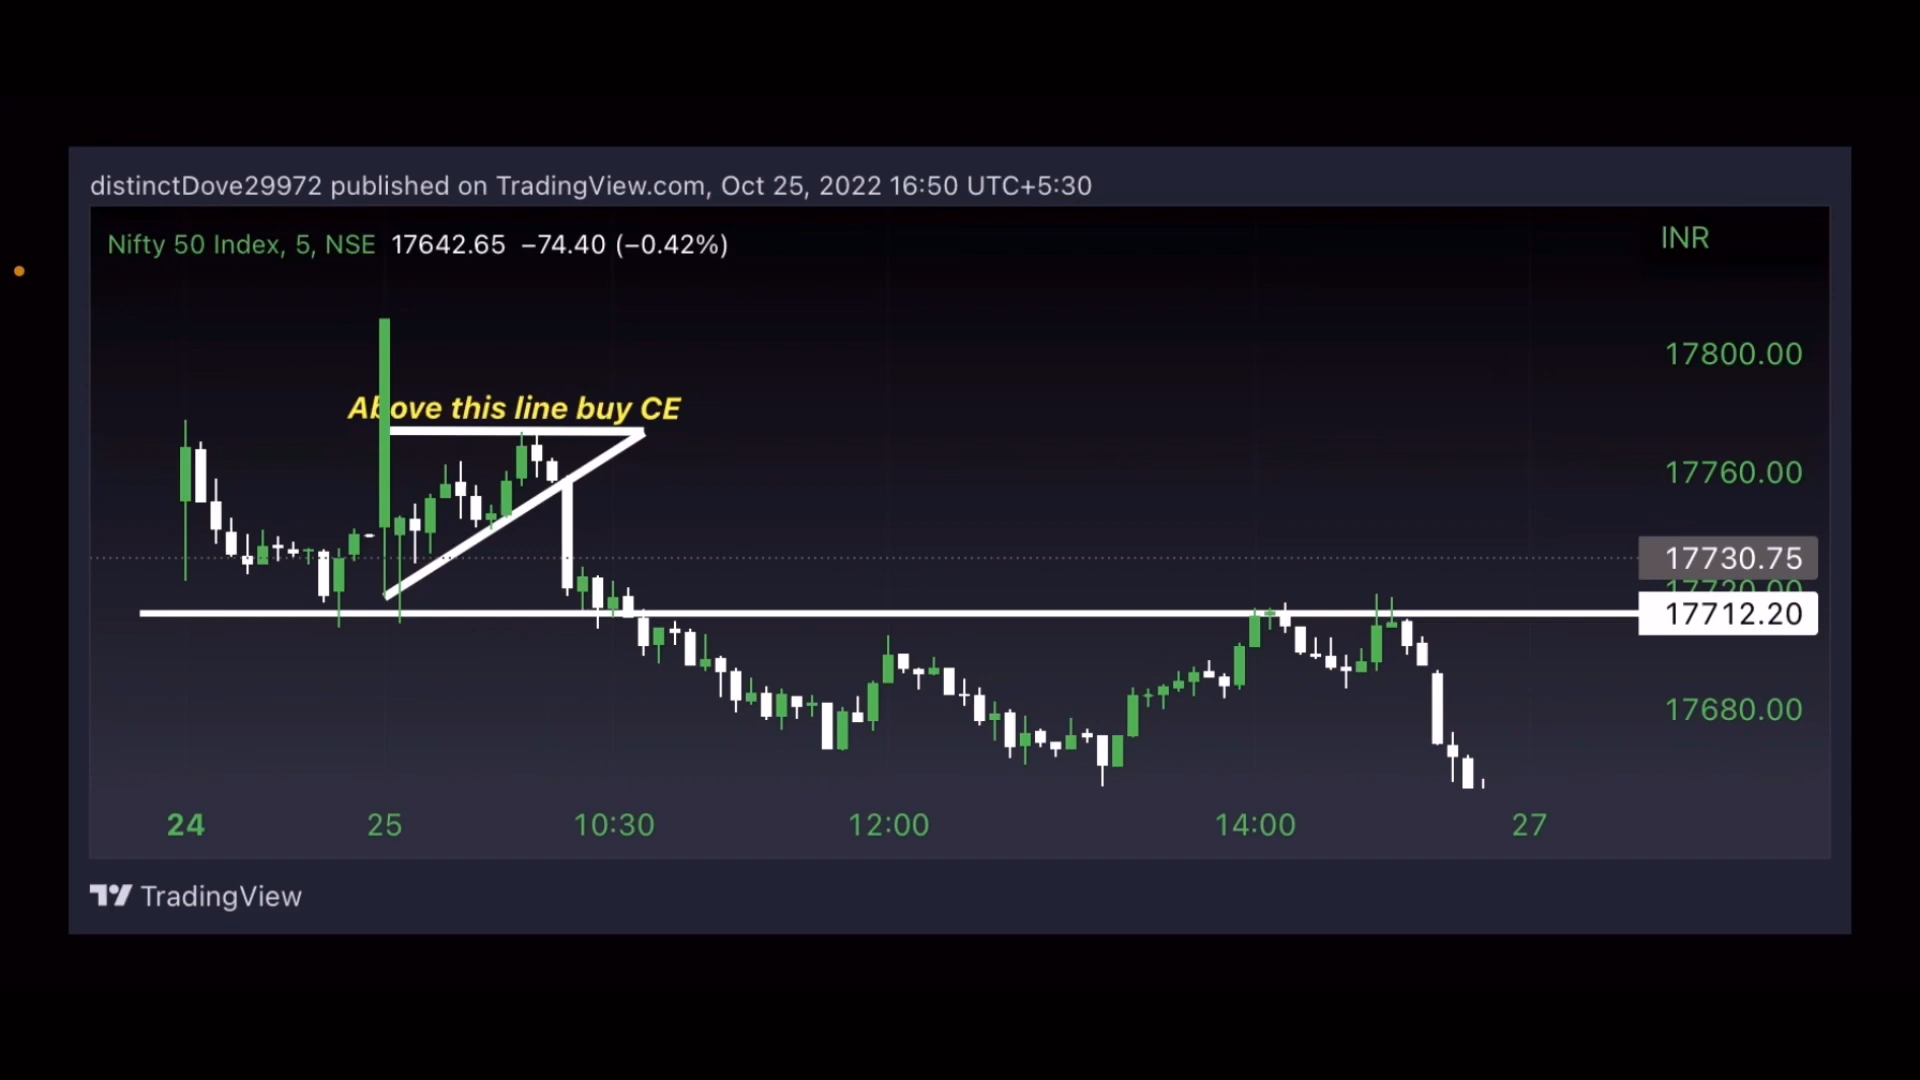 distinctDove29972 published on TradingView.com, Oct 25, 2022 16:50 UTC+5:30
Nifty 50 Index, 5, NSE 17642.65 −74.40 (−0.42%)
INR
17800.00
Above this line buy CE
17760.00
17730.75
17720.00
17712.20
17680.00
24 25 10:30 12:00 14:00 27
TradingView